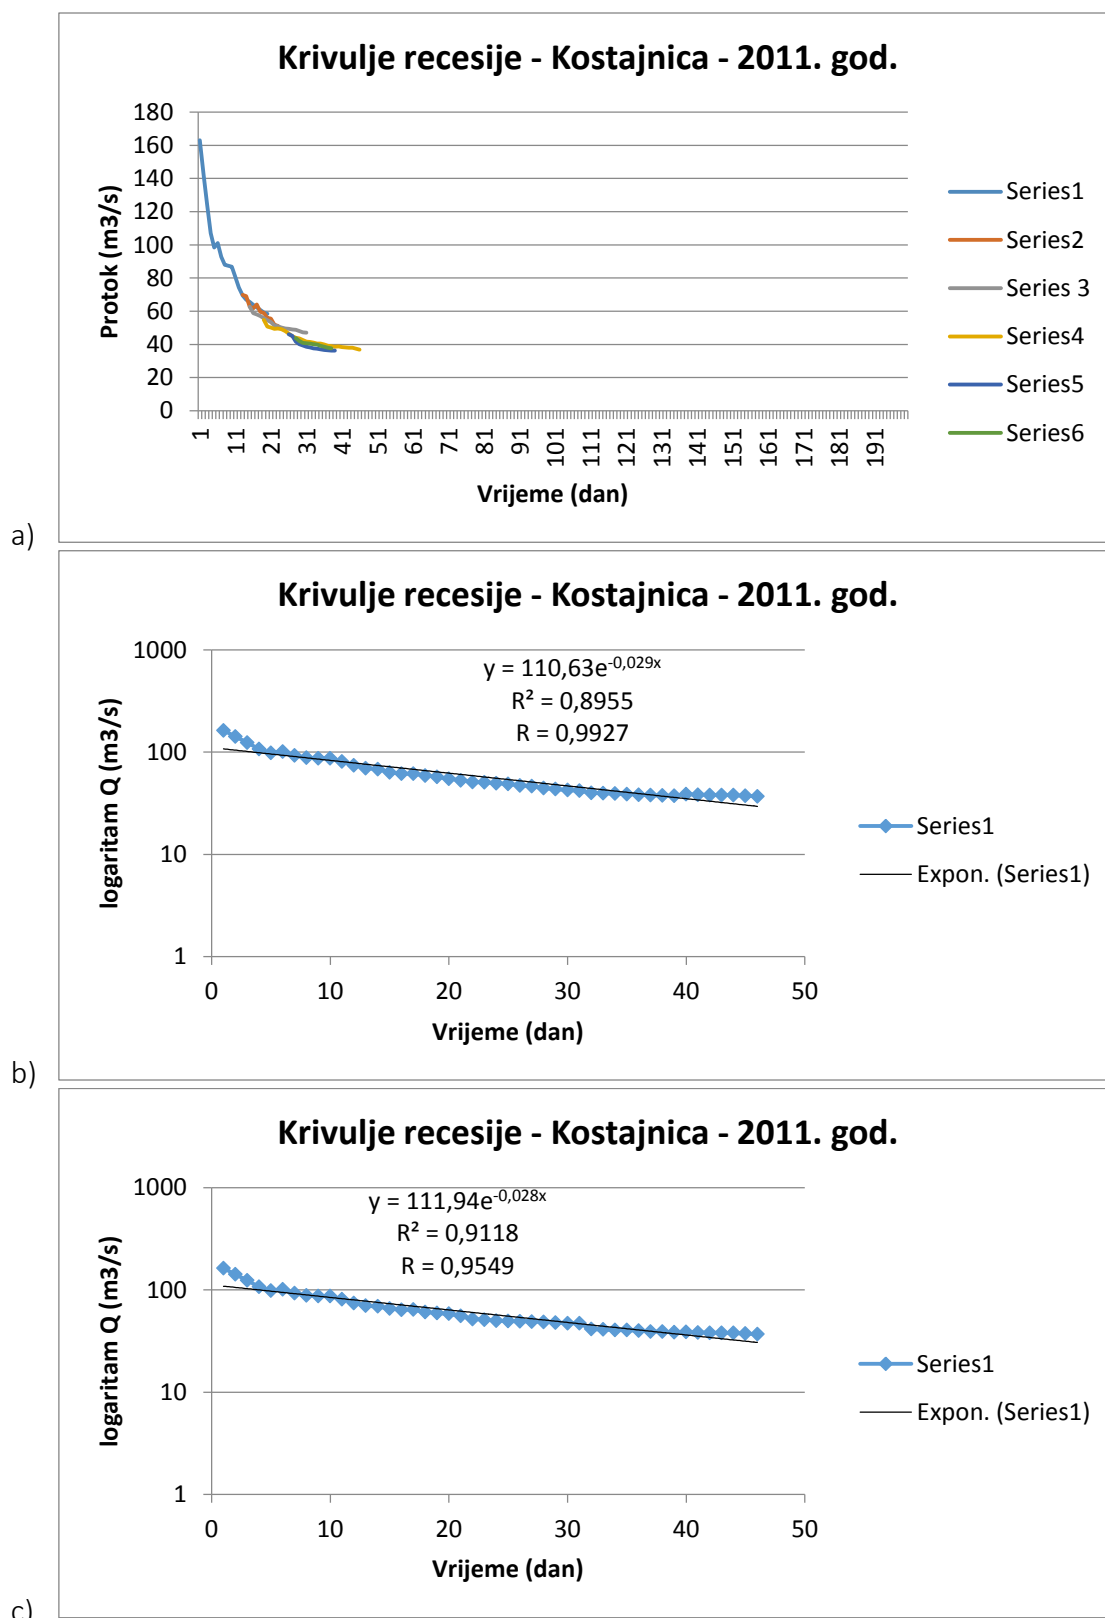 Krivulje recesije - Kostajnica - 2011. god.
180
160
140
120
100
80
60
40
20
0
Protok (m3/s)
1 11 21 31 41 51 61 71 81 91 101 111 121 131 141 151 161 171 181 191
Vrijeme (dan)
Series1
Series2
Series 3
Series4
Series5
Series6
a)
Krivulje recesije - Kostajnica - 2011. god.
y = 110,63e-0,029x
R² = 0,8955
R = 0,9927
1000
100
10
1
logaritam Q (m3/s)
0 10 20 30 40 50
Vrijeme (dan)
Series1
Expon. (Series1)
b)
Krivulje recesije - Kostajnica - 2011. god.
y = 111,94e-0,028x
R² = 0,9118
R = 0,9549
1000
100
10
1
logaritam Q (m3/s)
0 10 20 30 40 50
Vrijeme (dan)
Series1
Expon. (Series1)
c)